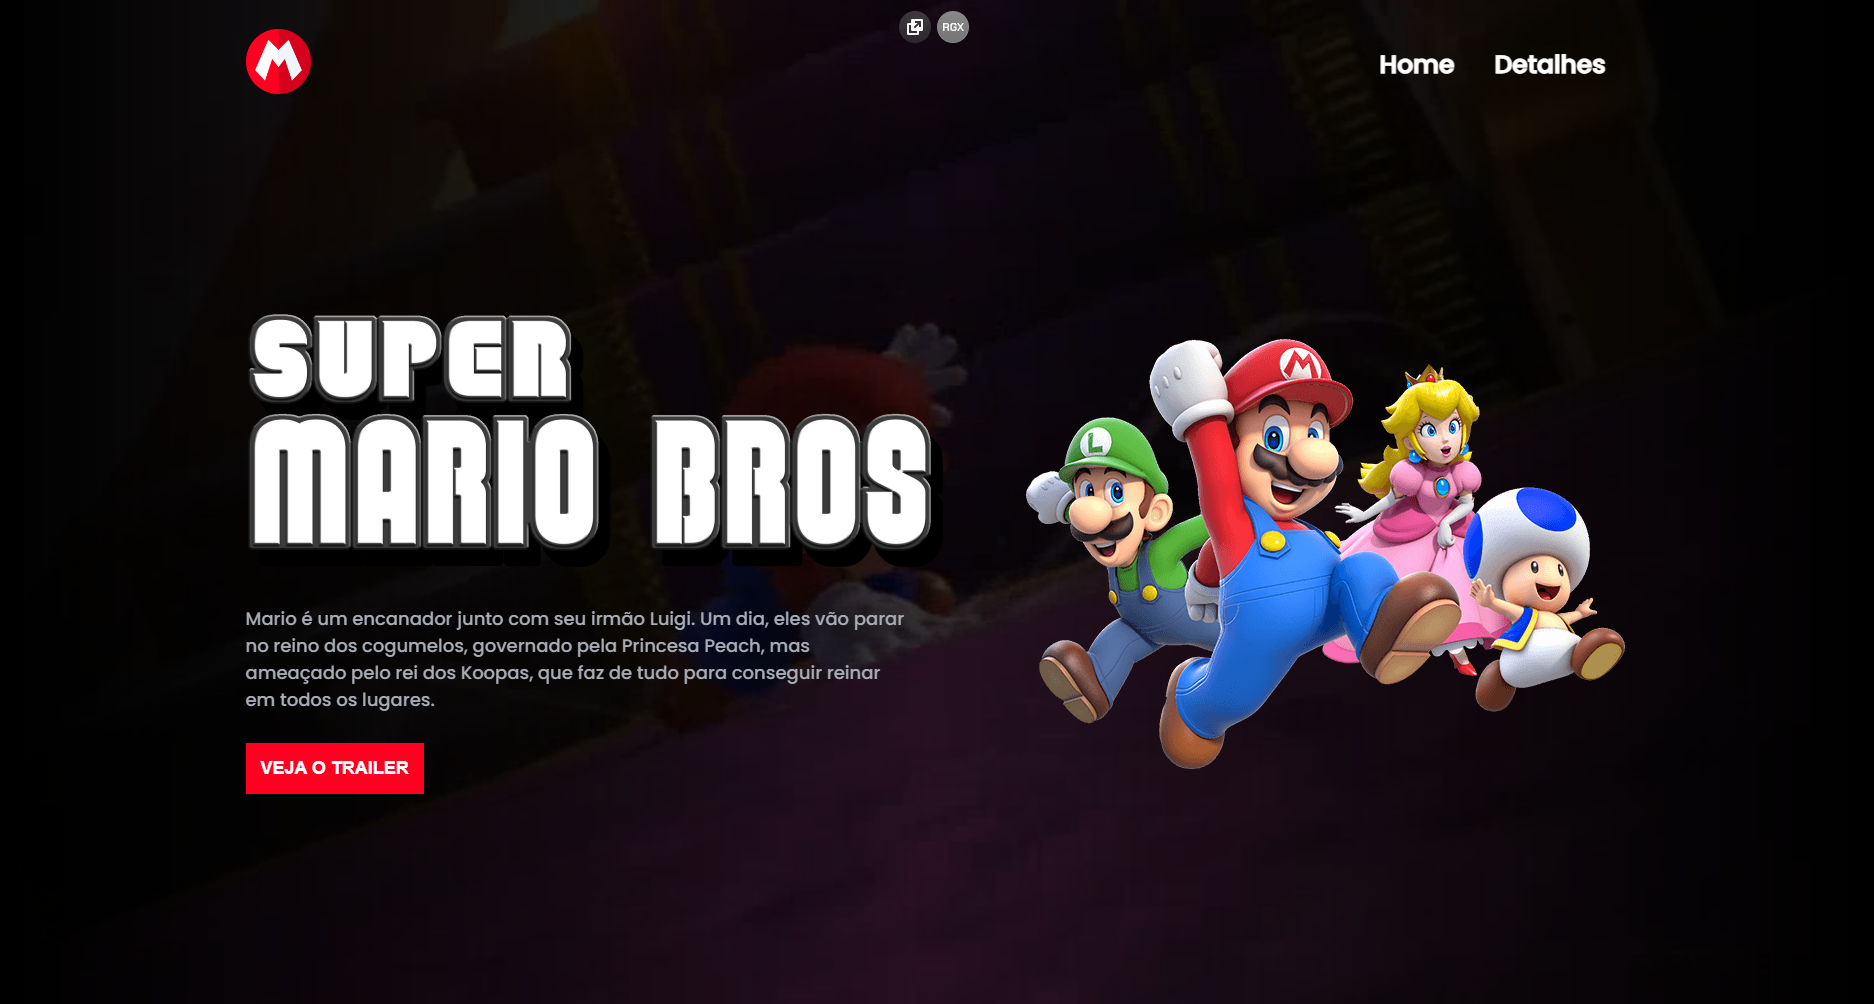 M
RGX
Home Detalhes
SUPER
MARIO BROS
L
M
Mario é um encanador junto com seu irmão Luigi. Um dia, eles vão parar
no reino dos cogumelos, governado pela Princesa Peach, mas
ameaçado pelo rei dos Koopas, que faz de tudo para conseguir reinar
em todos os lugares.
VEJA O TRAILER